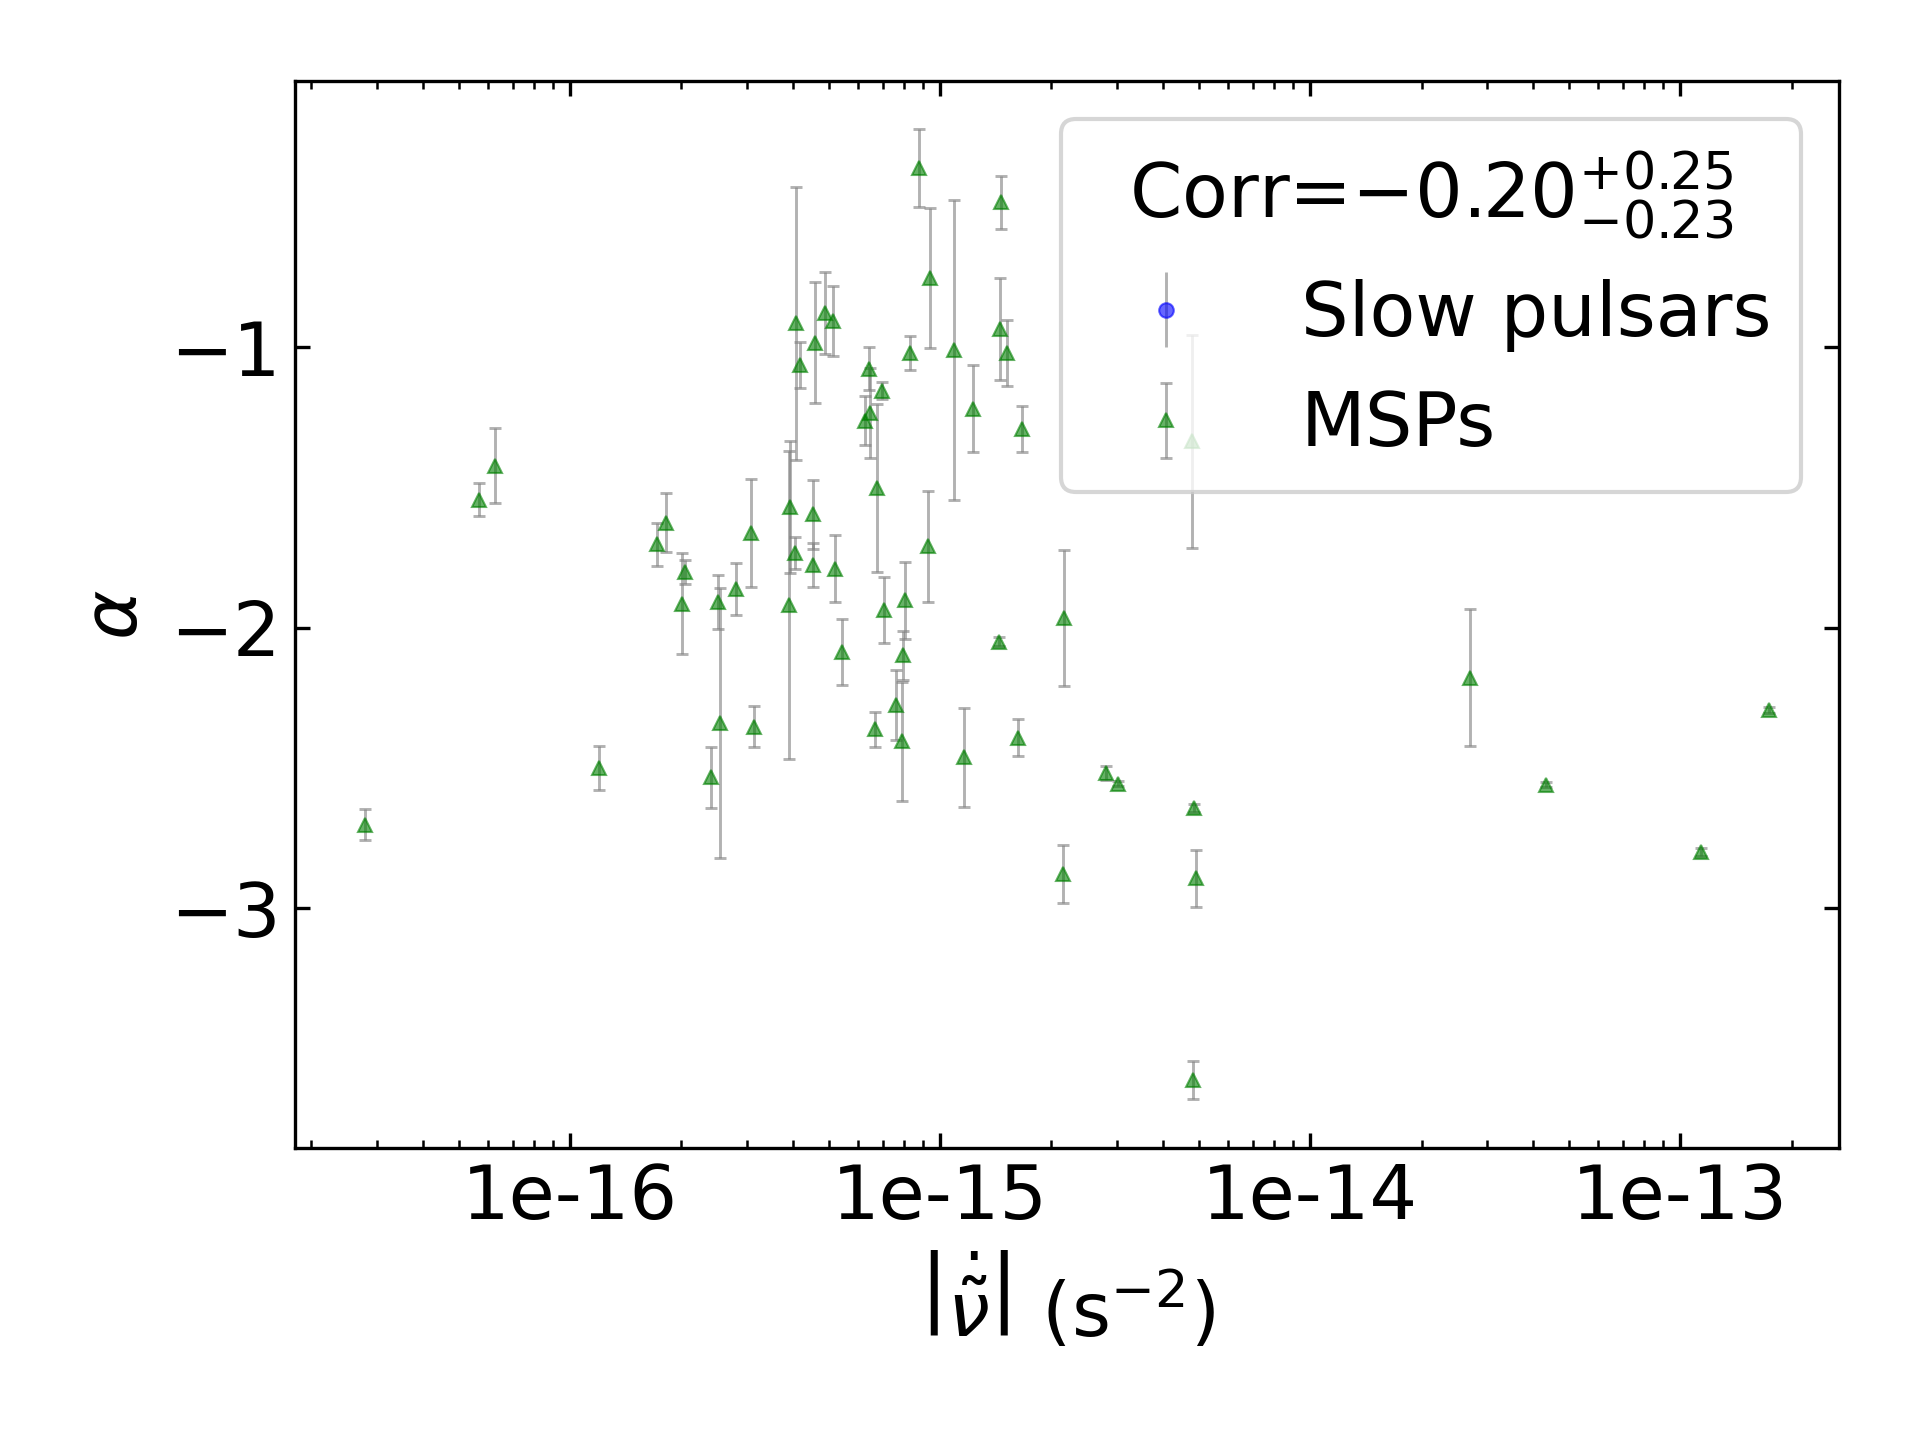 Corr=−0.20 +0.25 −0.23
Slow pulsars
MSPs
−1
−2
−3
α
1e-16 1e-15 1e-14 1e-13
|ν̃̇| (s⁻²)